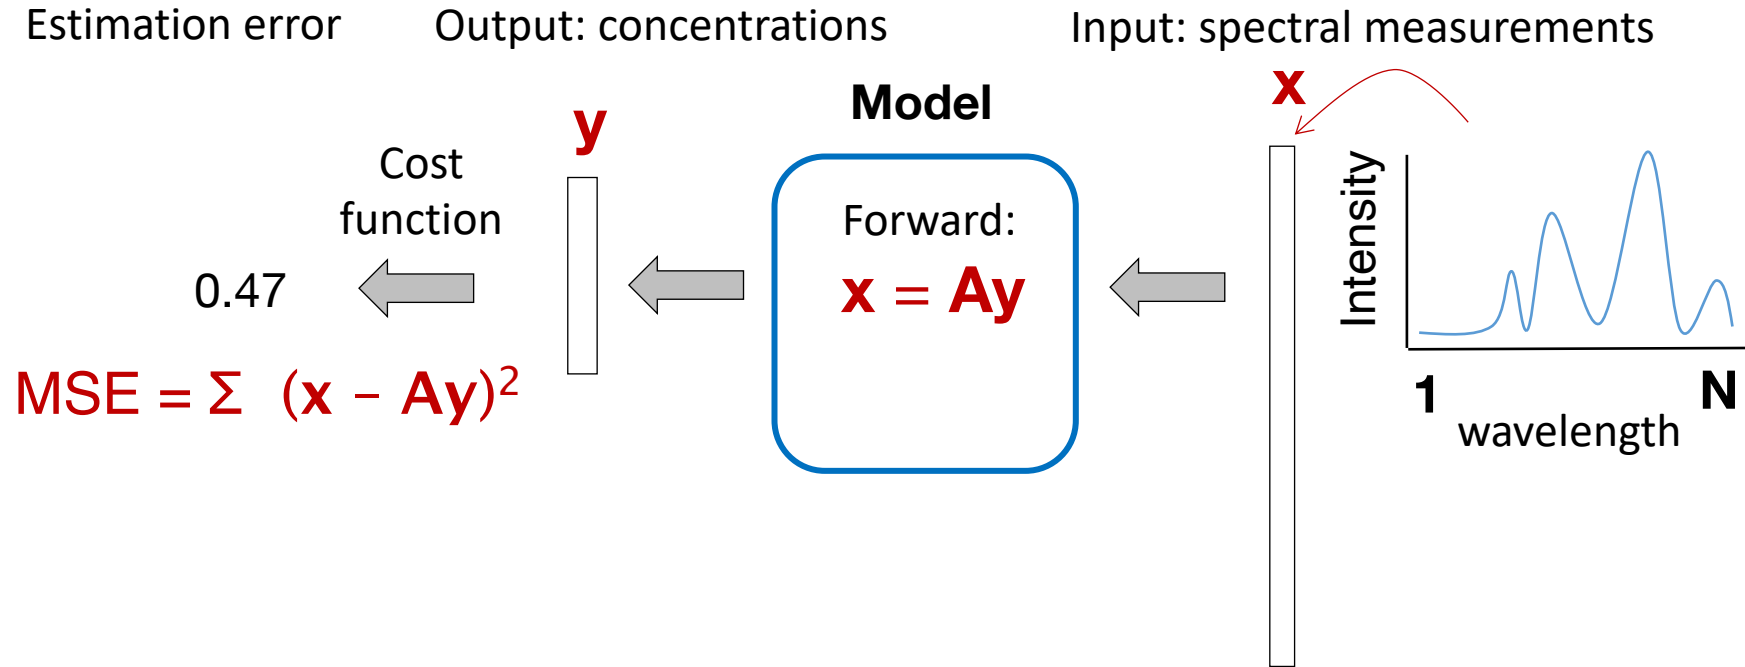 Estimation error
Output: concentrations
Input: spectral measurements
x
Model
y
Cost
function
Forward:
x = Ay
0.47
MSE = Σ (x – Ay)²
Intensity
1
N
wavelength